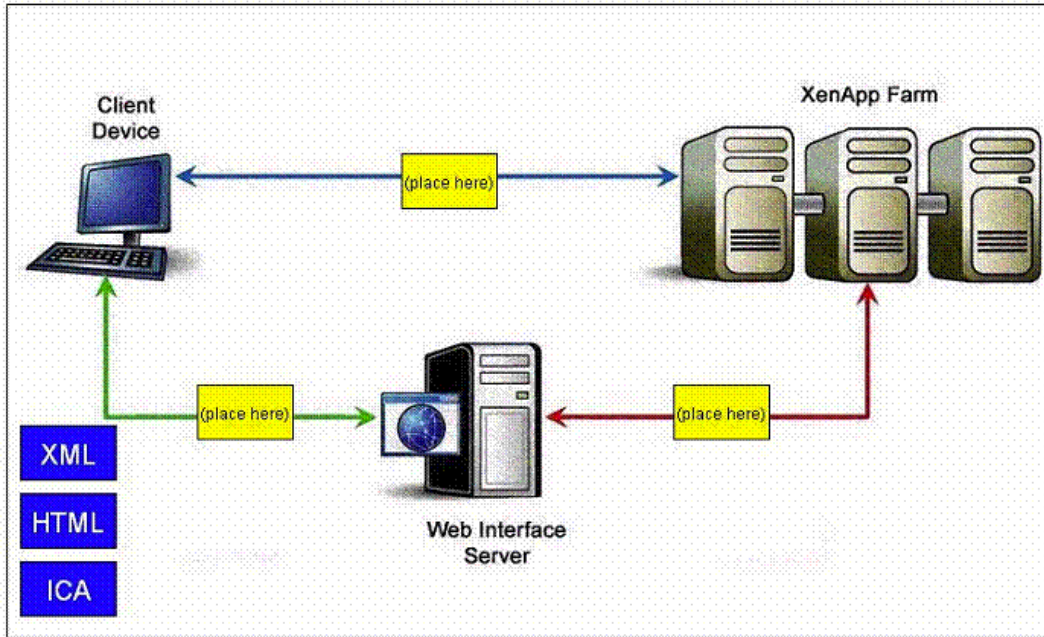 Client
Device
XenApp Farm
(place here)
(place here)
(place here)
XML
HTML
ICA
Web Interface
Server